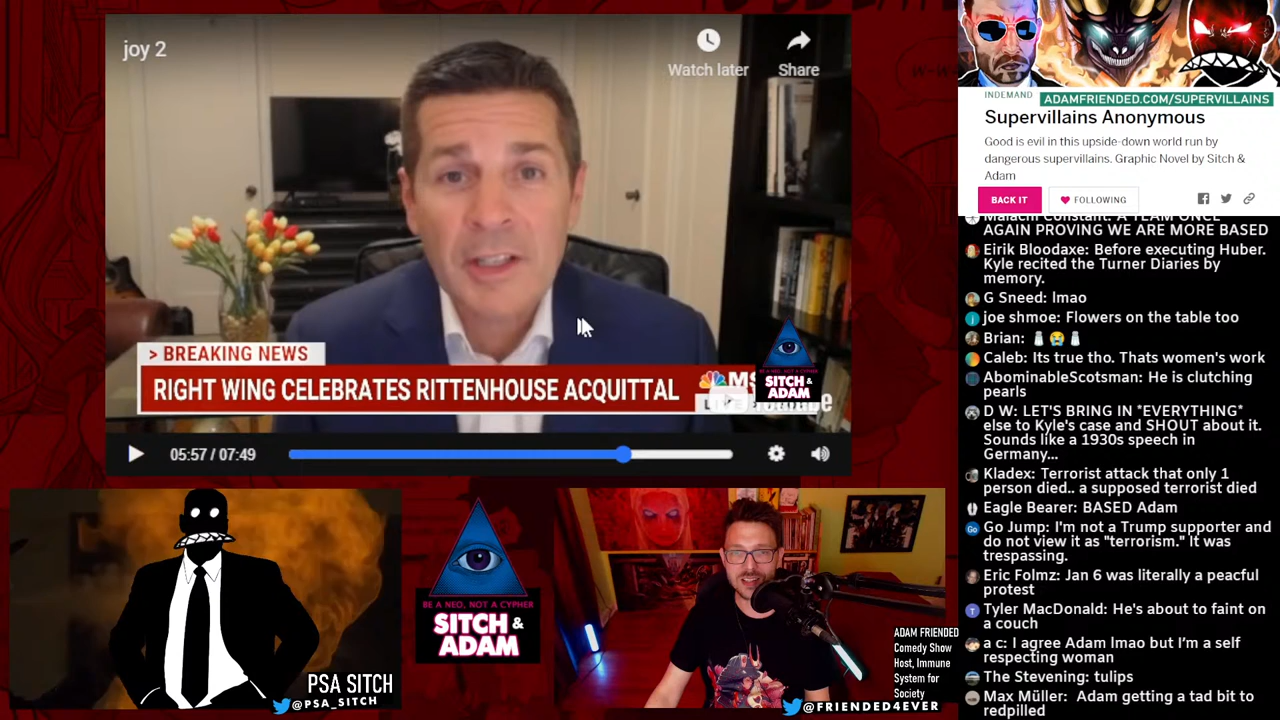 joy 2
Watch later
Share
> BREAKING NEWS
RIGHT WING CELEBRATES RITTENHOUSE ACQUITTAL
BE A NEO, NOT A CYPHER
SITCH &
ADAM
05:57 / 07:49
PSA SITCH
@PSA_SITCH
BE A NEO, NOT A CYPHER
SITCH &
ADAM
ADAM FRIENDED
Comedy Show
Host, Immune
System for
Society
@FRIENDED4EVER
INDEMAND
ADAMFRIENDED.COM/SUPERVILLAINS
Supervillains Anonymous
Good is evil in this upside-down world run by
dangerous supervillains. Graphic Novel by Sitch &
Adam
BACK IT
FOLLOWING
Malachi Constant: A TEAM ONCE
AGAIN PROVING WE ARE MORE BASED
Eirik Bloodaxe: Before executing Huber.
Kyle recited the Turner Diaries by
memory.
G Sneed: lmao
joe shmoe: Flowers on the table too
Brian: 🧂😭🧂
Caleb: Its true tho. Thats women's work
AbominableScotsman: He is clutching
pearls
D W: LET'S BRING IN *EVERYTHING*
else to Kyle's case and SHOUT about it.
Sounds like a 1930s speech in
Germany...
Kladex: Terrorist attack that only 1
person died.. a supposed terrorist died
Eagle Bearer: BASED Adam
Go Jump: I'm not a Trump supporter and
do not view it as "terrorism." It was
trespassing.
Eric Folmz: Jan 6 was literally a peacful
protest
Tyler MacDonald: He's about to faint on
a couch
a c: I agree Adam lmao but I'm a self
respecting woman
The Stevening: tulips
Max Müller: Adam getting a tad bit to
redpilled